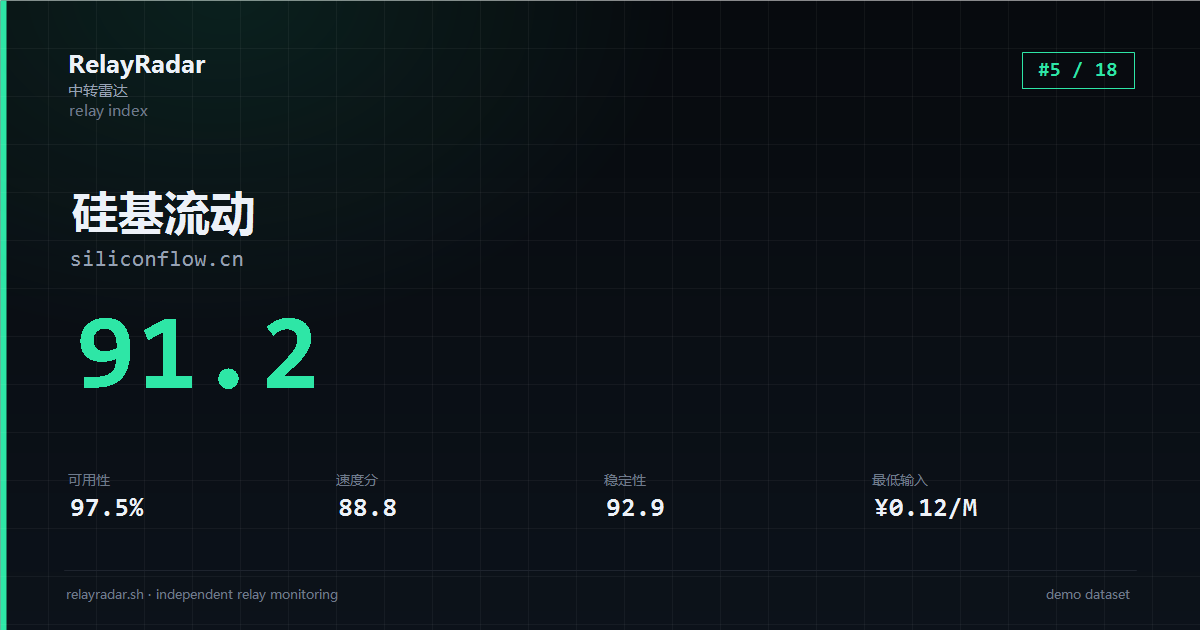 RelayRadar
中转雷达
relay index
#5 / 18
硅基流动
siliconflow.cn
91.2
可用性
97.5%
速度分
88.8
稳定性
92.9
最低输入
¥0.12/M
relayradar.sh · independent relay monitoring
demo dataset